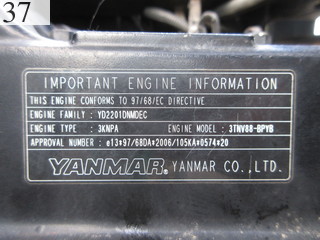 37
IMPORTANT ENGINE INFORMATION
THIS ENGINE CONFORMS TO 97/68/EC DIRECTIVE
ENGINE FAMILY : YD2201DNMDEC
ENGINE TYPE : 3KNPA ENGINE MODEL : 3TNV88-BPYB
APPROVAL NUMBER : e13*97/68DA*2006/105KA*0574*20
YANMAR® YANMAR CO.,LTD.